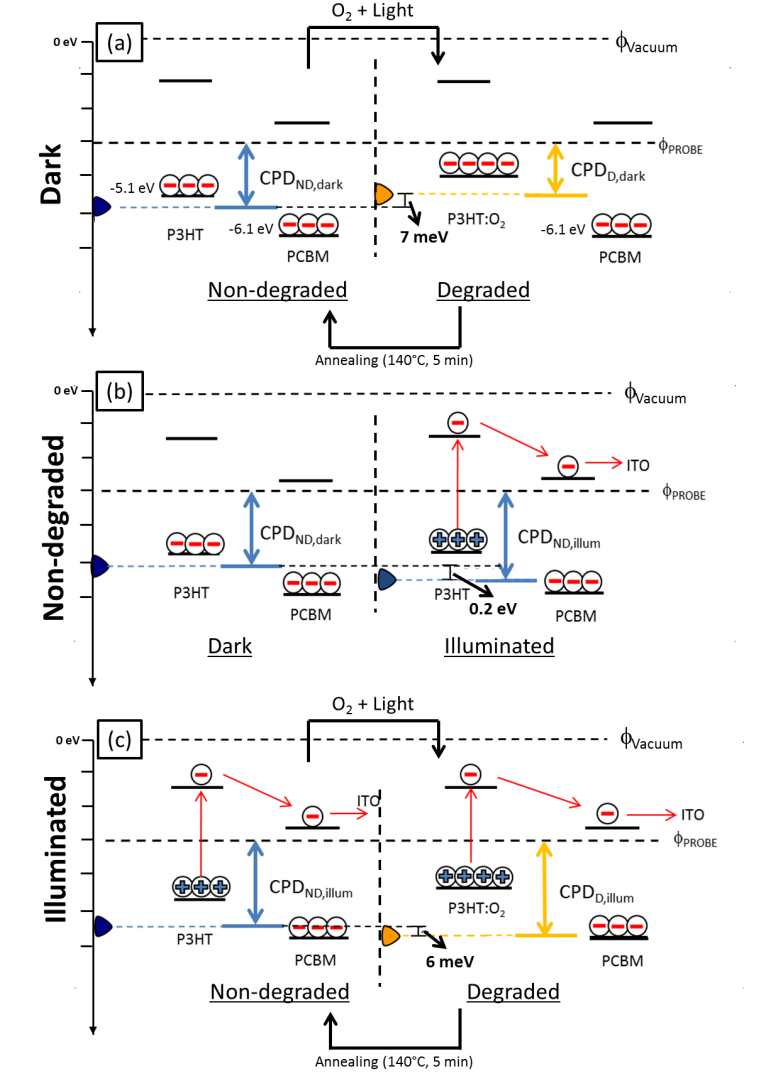 O₂ + Light
0 eV
(a)
ϕVacuum
Dark
ϕPROBE
CPDND,dark
CPDD,dark
-5.1 eV
P3HT
-6.1 eV
PCBM
7 meV
P3HT:O₂
-6.1 eV
PCBM
Non-degraded
Degraded
Annealing (140°C, 5 min)
0 eV
(b)
ϕVacuum
Non-degraded
ITO
ϕPROBE
CPDND,dark
CPDND,illum
P3HT
PCBM
P3HT
0.2 eV
PCBM
Dark
Illuminated
O₂ + Light
0 eV
(c)
ϕVacuum
Illuminated
ITO
ITO
ϕPROBE
CPDND,illum
CPDD,illum
P3HT
PCBM
P3HT:O₂
6 meV
PCBM
Non-degraded
Degraded
Annealing (140°C, 5 min)